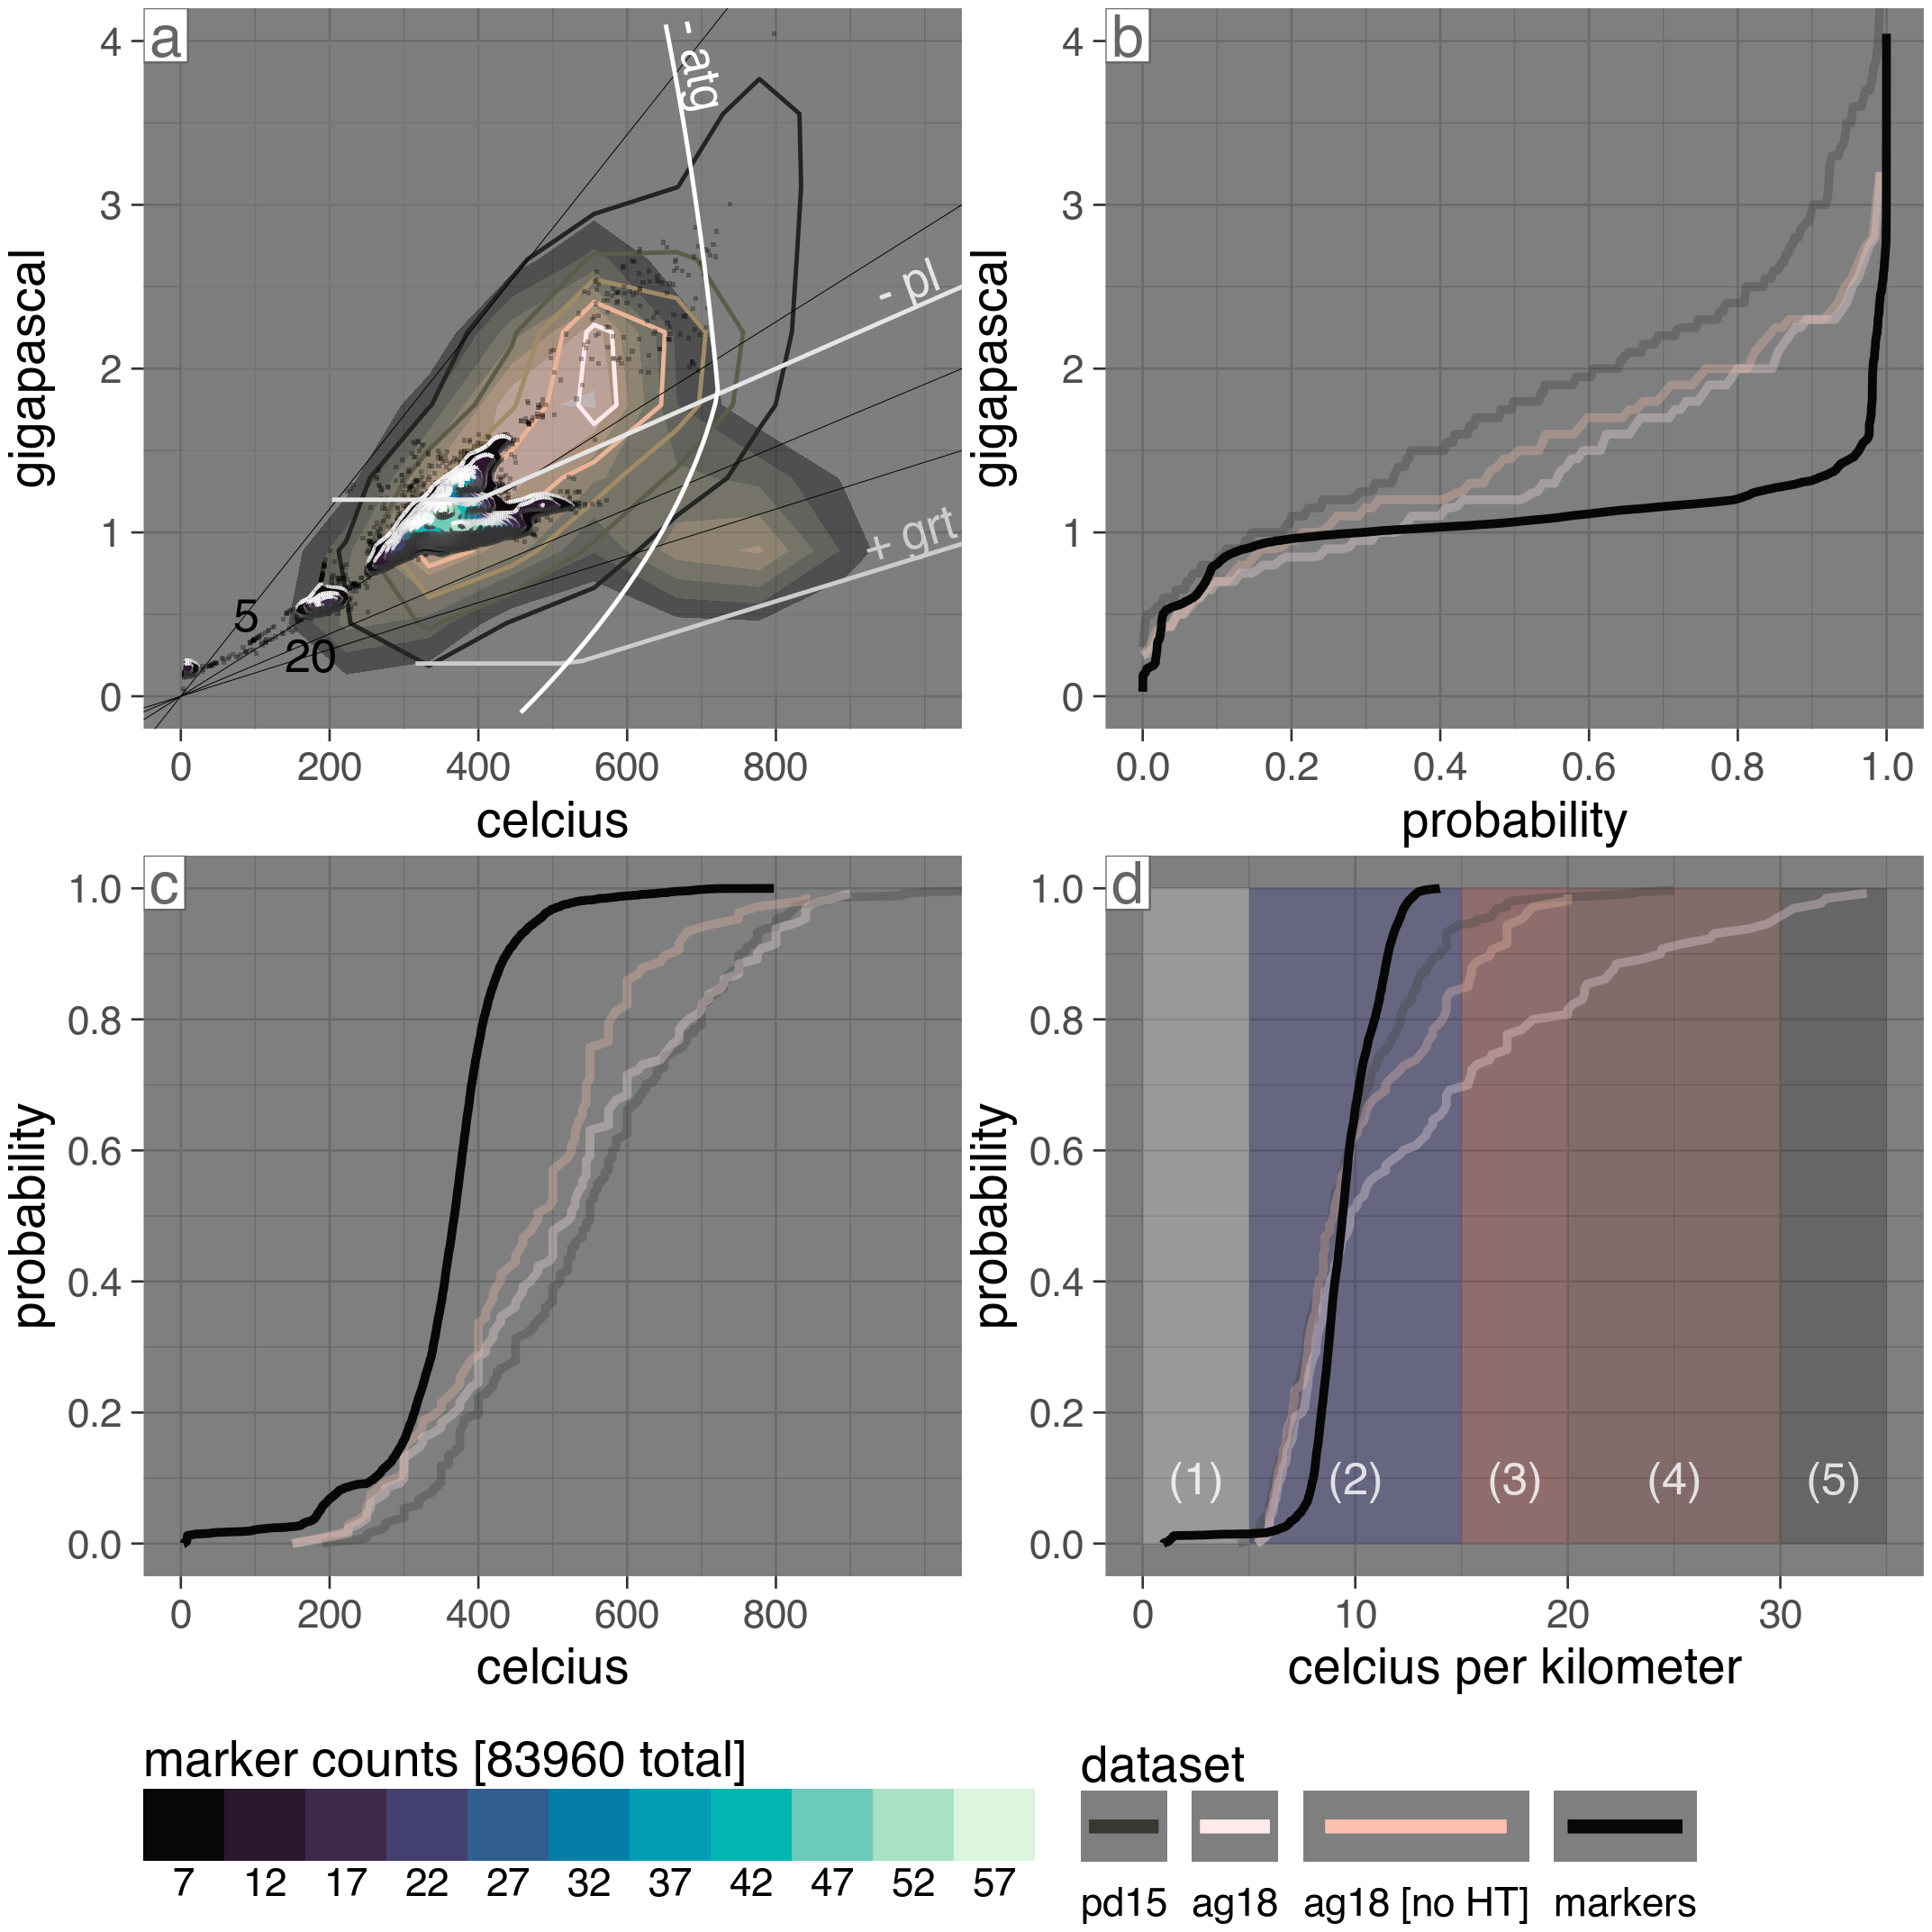 a
4
3
2
1
0
gigapascal
- atg
- pl
+ grt
5
20
0 200 400 600 800
celcius
b
4
3
2
1
0
gigapascal
0.0 0.2 0.4 0.6 0.8 1.0
probability
c
1.0
0.8
0.6
0.4
0.2
0.0
probability
0 200 400 600 800
celcius
d
1.0
0.8
0.6
0.4
0.2
0.0
probability
(1) (2) (3) (4) (5)
0 10 20 30
celcius per kilometer
marker counts [83960 total]
7 12 17 22 27 32 37 42 47 52 57
dataset
pd15 ag18 ag18 [no HT] markers